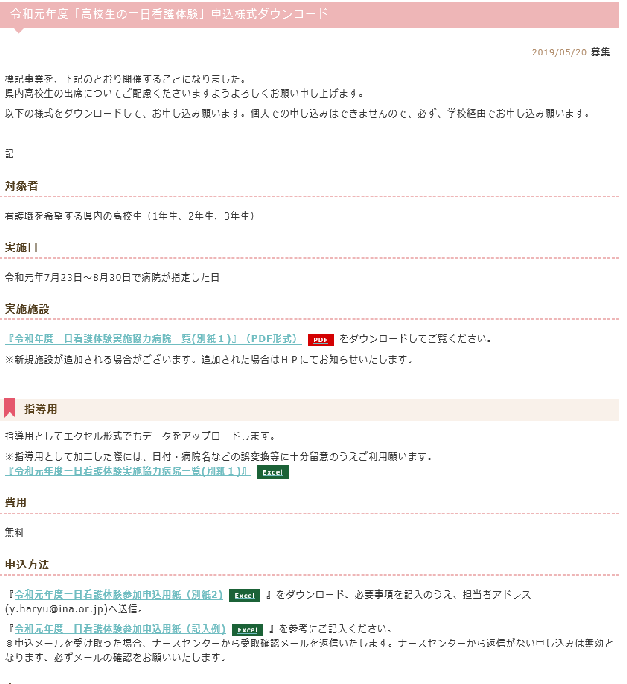 令和元年度「高校生の一日看護体験」申込様式ダウンロード
2019/05/20 募集
標記事業を、下記のとおり開催することになりました。
県内高校生の出席についてご配慮くださいますようよろしくお願い申し上げます。
以下の様式をダウンロードして、お申し込み願います。個人での申し込みはできませんので、必ず、学校経由でお申し込み願います。
記
対象者
看護職を希望する県内の高校生（1年生、2年生、3年生）
実施日
令和元年7月23日～8月30日で病院が指定した日
実施施設
『令和元年度一日看護体験実施協力病院一覧(別紙１)』（PDF形式） PDF をダウンロードしてご覧ください。
※新規施設が追加される場合がございます。追加された場合はＨＰにてお知らせいたします。
指導用
指導用としてエクセル形式でもデータをアップロードします。
※指導用として加工した際には、日付・病院名などの誤変換等に十分留意のうえご利用願います。
『令和元年度一日看護体験実施協力病院一覧(別紙１)』 Excel
費用
無料
申込方法
『令和元年度一日看護体験参加申込用紙（別紙2) Excel 』をダウンロード、必要事項を記入のうえ、担当者アドレス
(y.haryu@ina.or.jp)へ送信。
『令和元年度一日看護体験参加申込用紙（記入例) Excel 』を参考にご記入ください。
※申込メールを受け取った場合、ナースセンターから受取確認メールを返信いたします。ナースセンターから返信がない申し込みは無効と
なります、必ずメールの確認をお願いいたします。